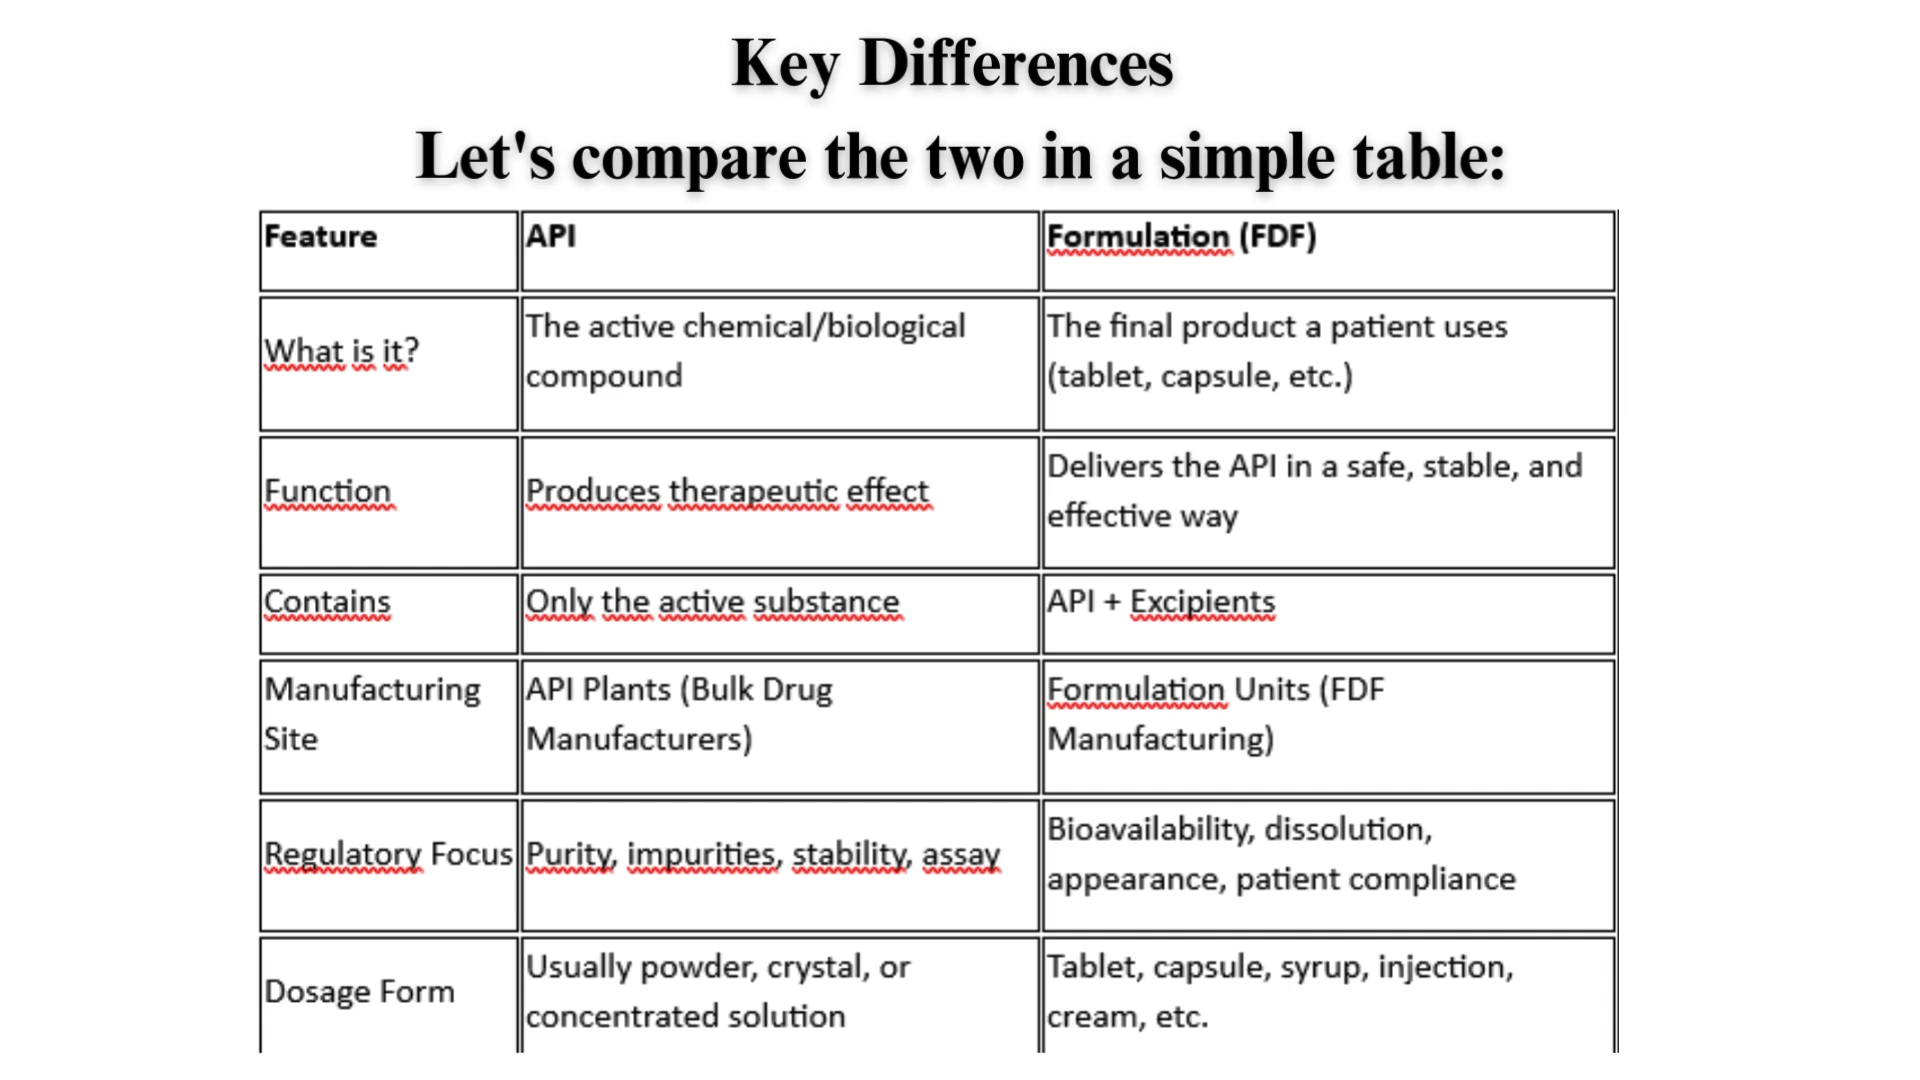 Key Differences
Let's compare the two in a simple table:
Feature
API
Formulation (FDF)
What is it?
The active chemical/biological
compound
The final product a patient uses
(tablet, capsule, etc.)
Function
Produces therapeutic effect
Delivers the API in a safe, stable, and
effective way
Contains
Only the active substance
API + Excipients
Manufacturing
Site
API Plants (Bulk Drug
Manufacturers)
Formulation Units (FDF
Manufacturing)
Regulatory Focus
Purity, impurities, stability, assay
Bioavailability, dissolution,
appearance, patient compliance
Dosage Form
Usually powder, crystal, or
concentrated solution
Tablet, capsule, syrup, injection,
cream, etc.